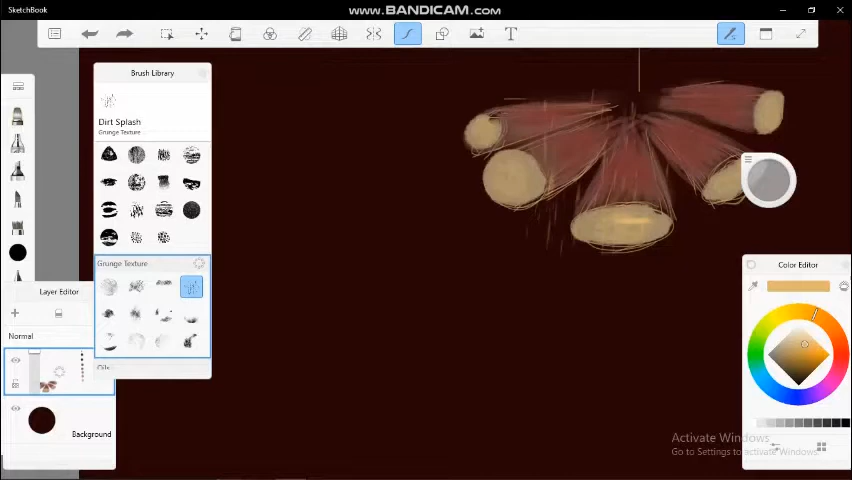 SketchBook
www.BANDICAM.com
T
Brush Library
Dirt Splash
Grunge Texture
Grunge Texture
Layer Editor
Normal
Background
Color Editor
Activate Windows
Go to Settings to activate Windows.